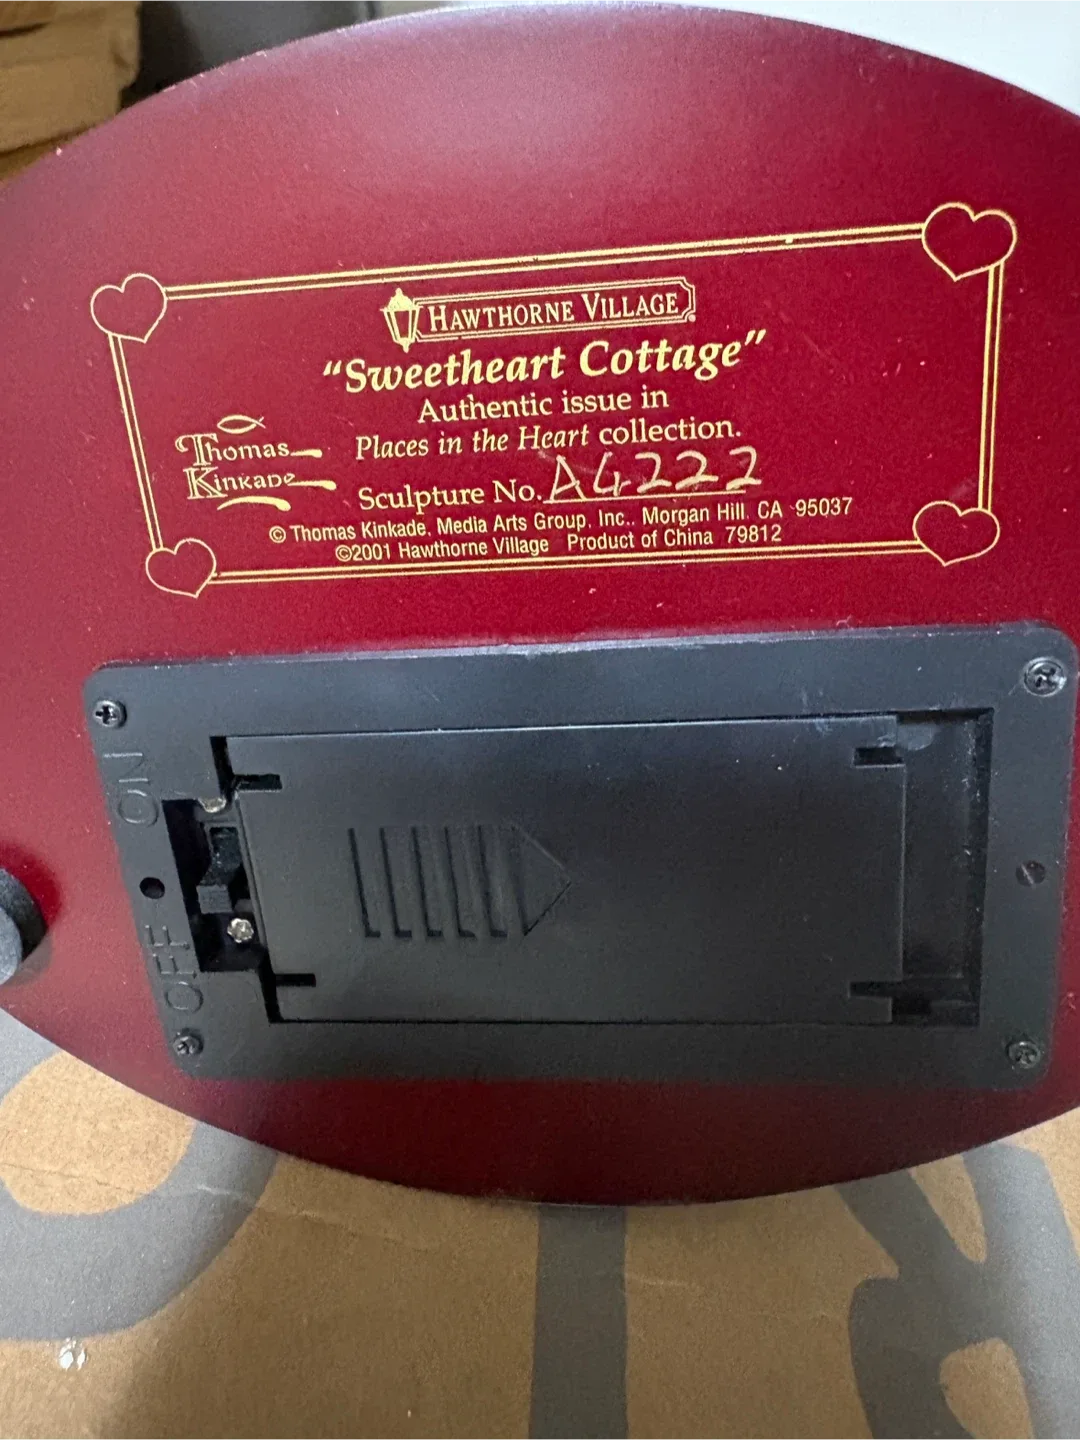 HAWTHORNE VILLAGE
"Sweetheart Cottage"
Authentic issue in
Places in the Heart collection.
Thomas
Kinkade
Sculpture No. A4222
© Thomas Kinkade, Media Arts Group, Inc., Morgan Hill, CA 95037
©2001 Hawthorne Village Product of China 79812
ON
OFF